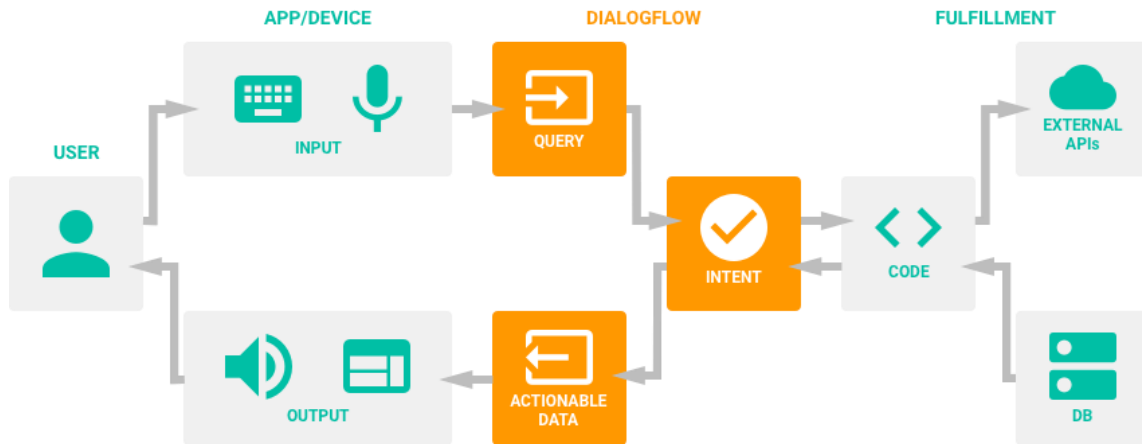 APP/DEVICE
DIALOGFLOW
FULFILLMENT
USER
INPUT
QUERY
EXTERNAL
APIs
INTENT
CODE
OUTPUT
ACTIONABLE
DATA
DB